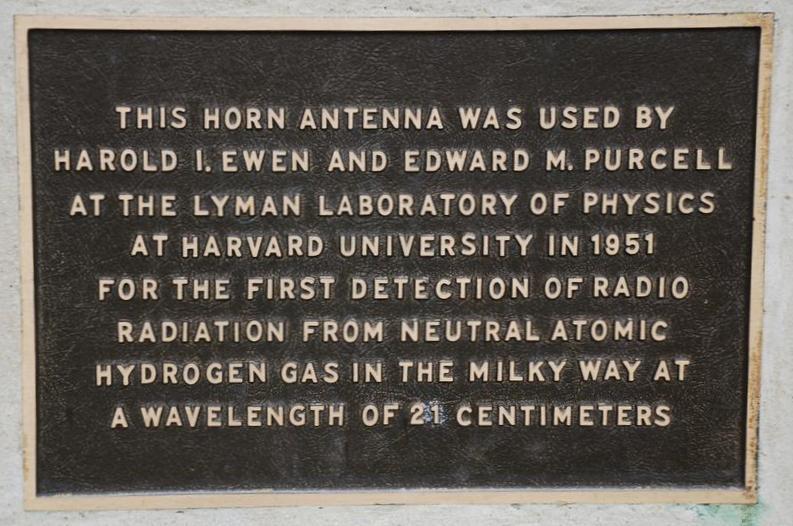 THIS HORN ANTENNA WAS USED BY
HAROLD I. EWEN AND EDWARD M. PURCELL
AT THE LYMAN LABORATORY OF PHYSICS
AT HARVARD UNIVERSITY IN 1951
FOR THE FIRST DETECTION OF RADIO
RADIATION FROM NEUTRAL ATOMIC
HYDROGEN GAS IN THE MILKY WAY AT
A WAVELENGTH OF 21 CENTIMETERS